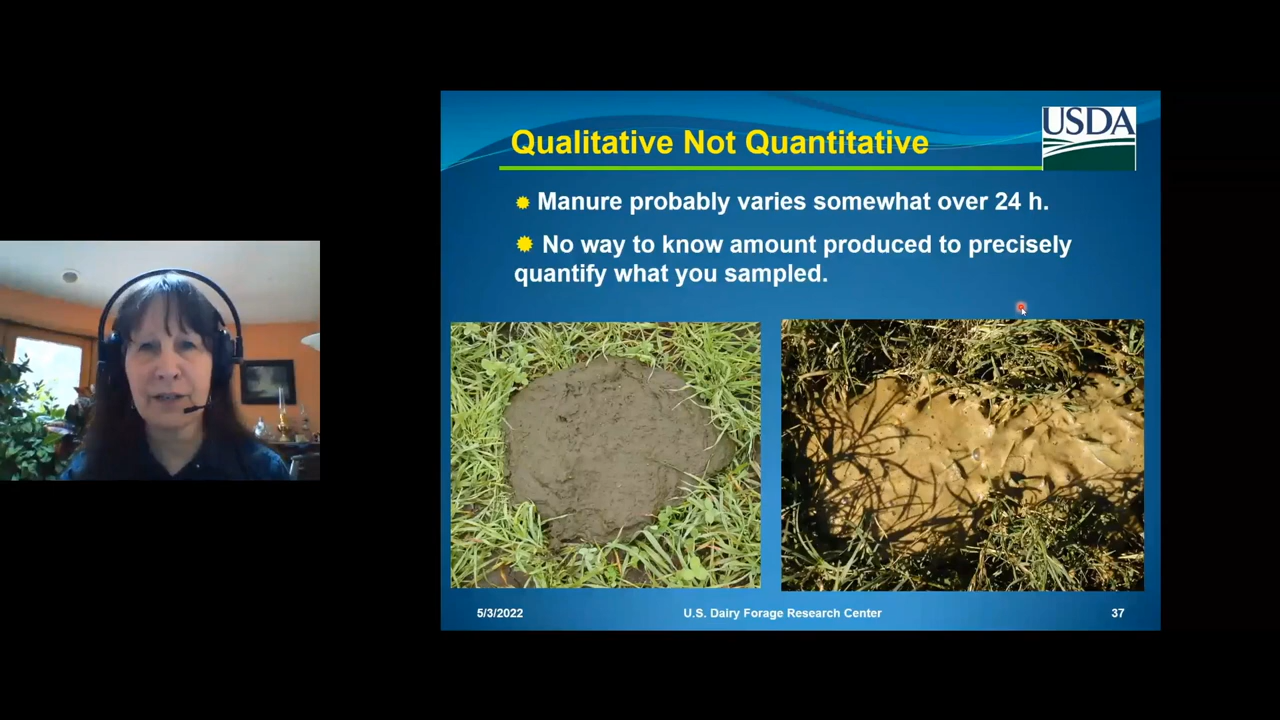 Qualitative Not Quantitative
USDA
Manure probably varies somewhat over 24 h.
No way to know amount produced to precisely
quantify what you sampled.
5/3/2022
U.S. Dairy Forage Research Center
37